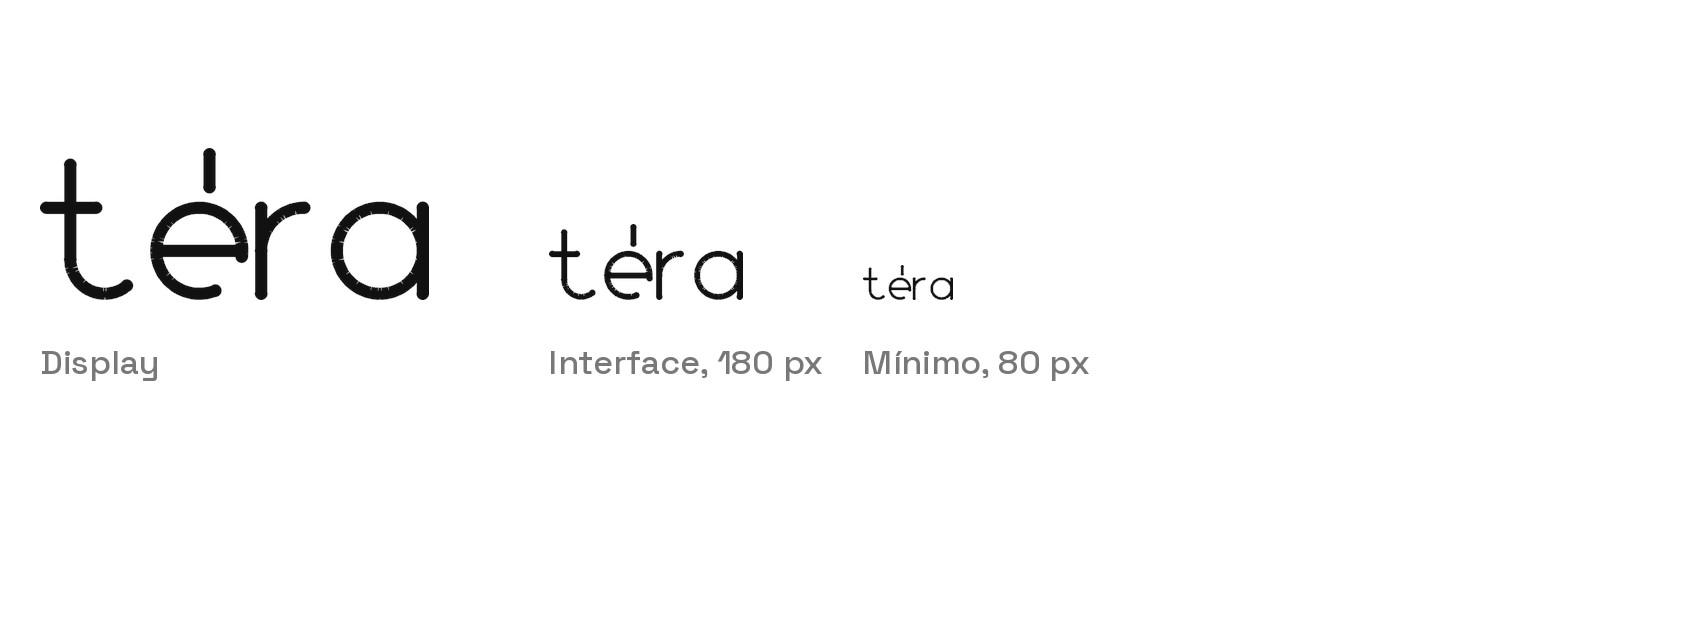 téra téra téra
Display Interface, 180 px Mínimo, 80 px